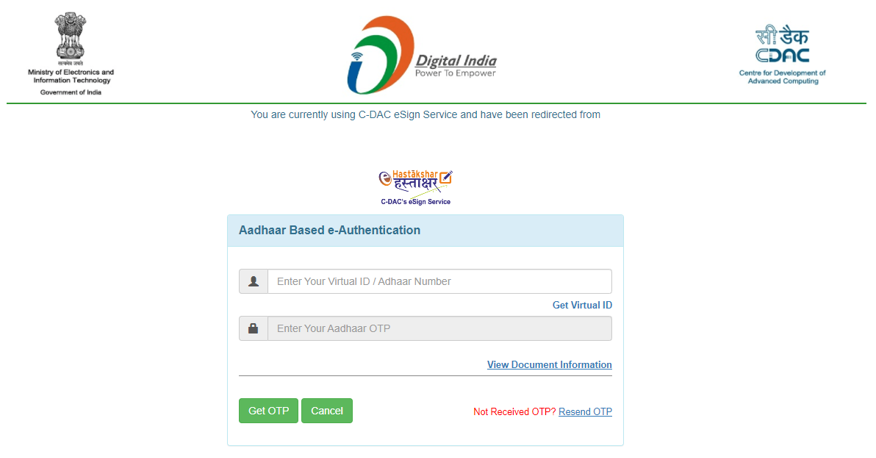 सत्यमेव जयते
Ministry of Electronics and
Information Technology
Government of India
Digital India
Power To Empower
सी डैक
CDAC
Centre for Development of
Advanced Computing
You are currently using C-DAC eSign Service and have been redirected from
e Hastākshar
हस्ताक्षर
C-DAC's eSign Service
Aadhaar Based e-Authentication
Enter Your Virtual ID / Adhaar Number
Get Virtual ID
Enter Your Aadhaar OTP
View Document Information
Get OTP Cancel Not Received OTP? Resend OTP